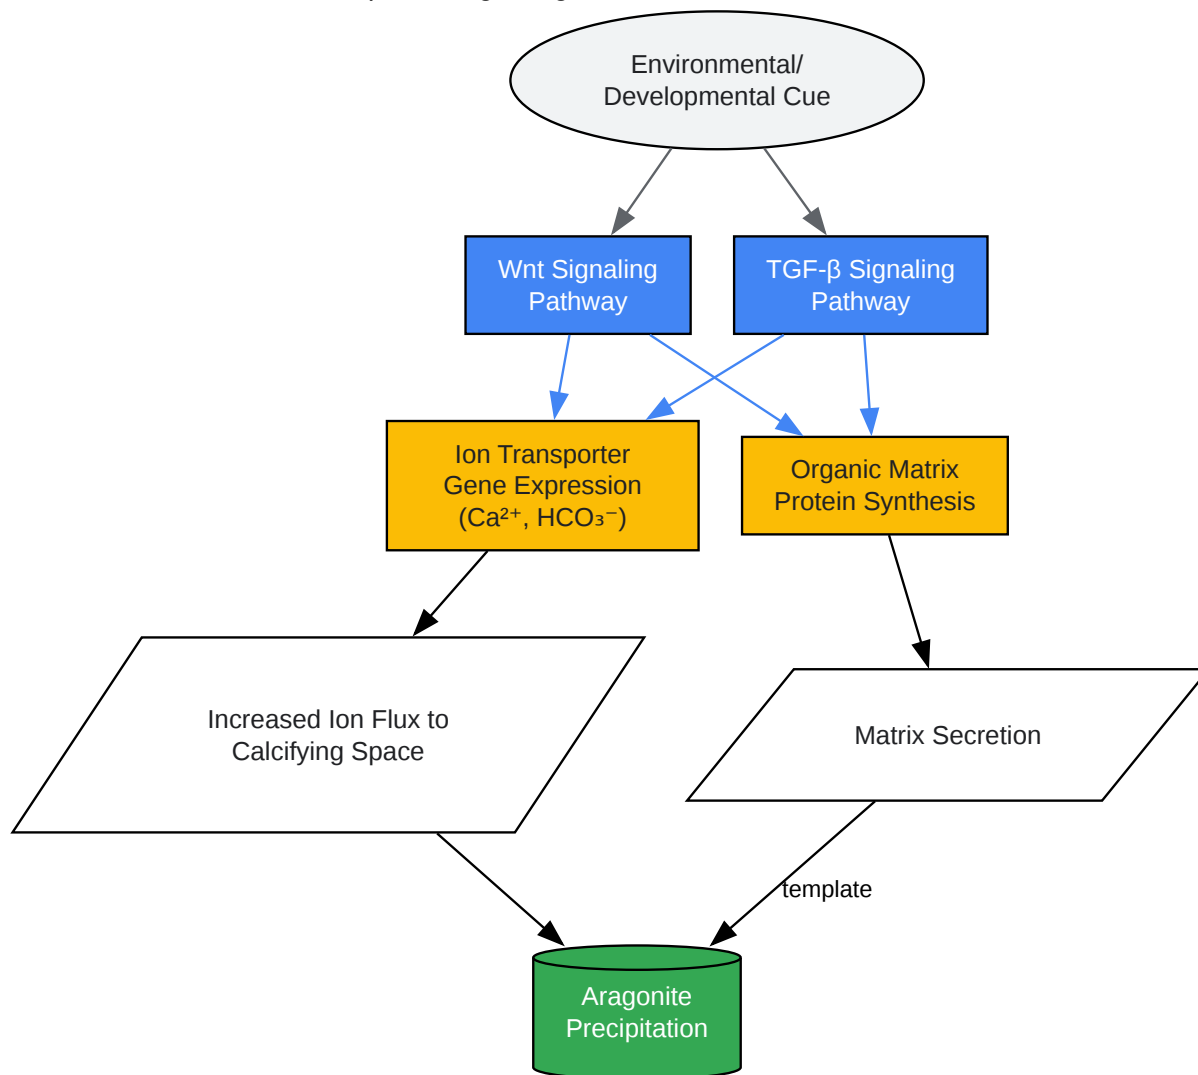 Environmental/
Developmental Cue
Wnt Signaling
Pathway
TGF-β Signaling
Pathway
Ion Transporter
Gene Expression
(Ca²⁺, HCO₃⁻)
Organic Matrix
Protein Synthesis
Increased Ion Flux to
Calcifying Space
Matrix Secretion
template
Aragonite
Precipitation